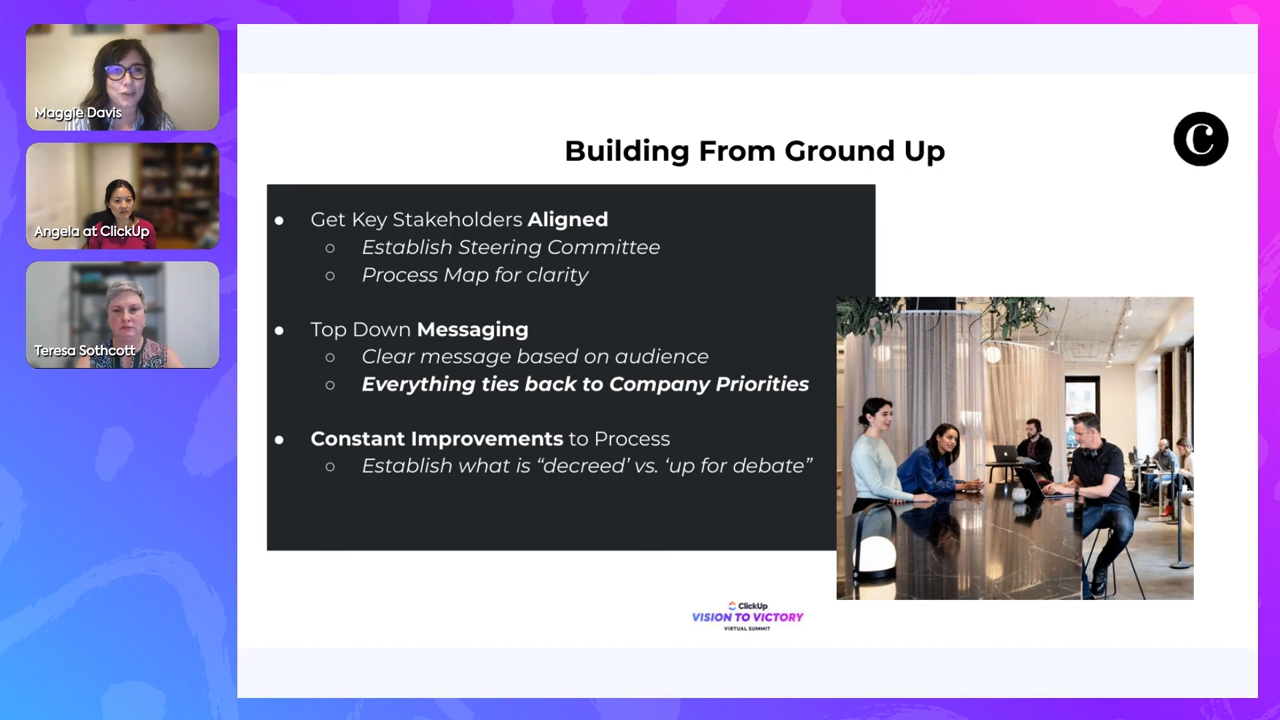 Maggie Davis
Angela at ClickUp
Teresa Sothcott
Building From Ground Up
C
● Get Key Stakeholders Aligned
○ Establish Steering Committee
○ Process Map for clarity
● Top Down Messaging
○ Clear message based on audience
○ Everything ties back to Company Priorities
● Constant Improvements to Process
○ Establish what is “decreed’ vs. ‘up for debate”
ClickUp
VISION TO VICTORY
VIRTUAL SUMMIT